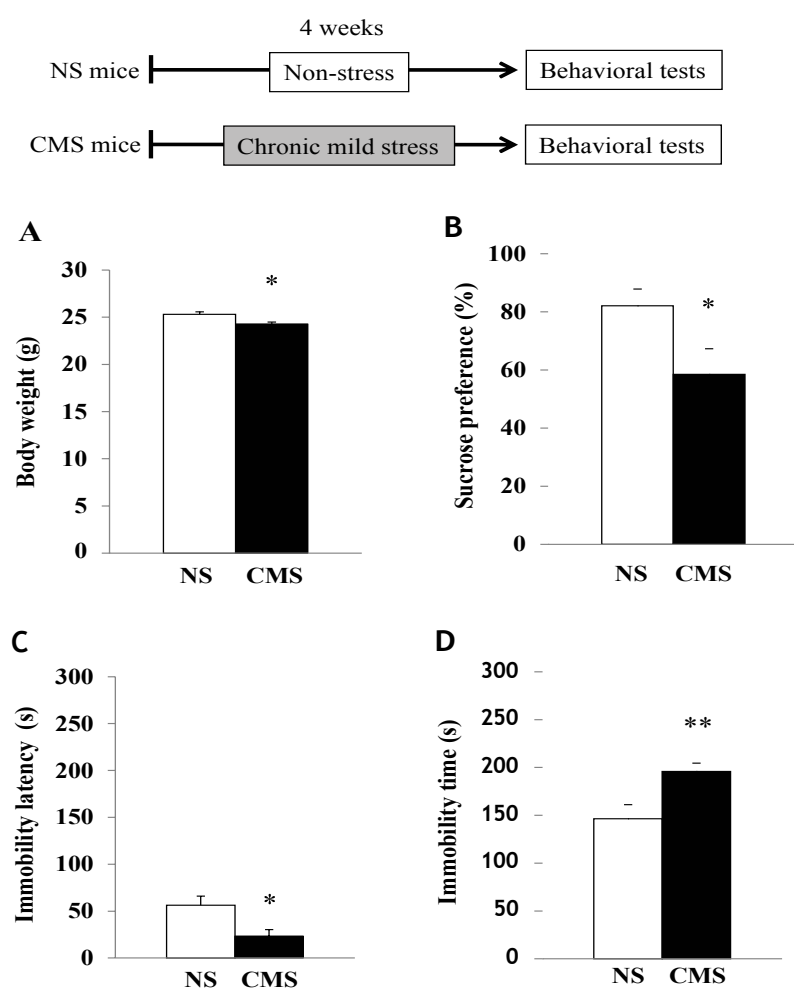 4 weeks
NS mice Non-stress Behavioral tests
CMS mice Chronic mild stress Behavioral tests
A
Body weight (g)
30
25
20
15
10
5
0
*
NS CMS
B
Sucrose preference (%)
100
80
60
40
20
0
*
NS CMS
C
Immobility latency (s)
300
250
200
150
100
50
0
*
NS CMS
D
Immobility time (s)
300
250
200
150
100
50
0
**
NS CMS